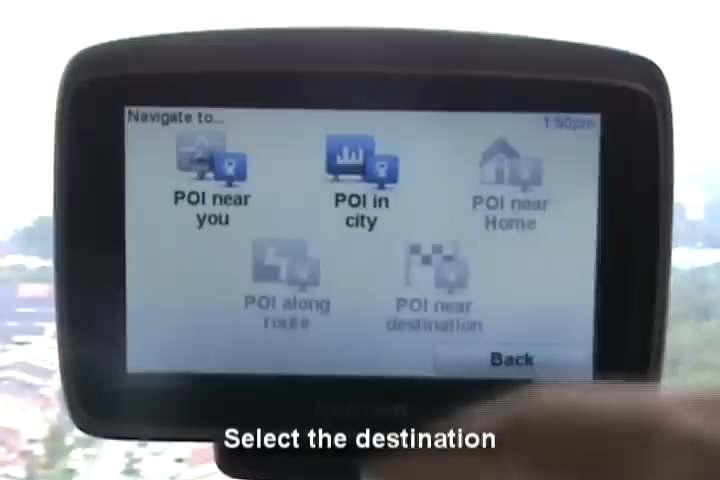 Navigate to...
1:50pm
POI near
you
POI in
city
POI near
Home
POI along
route
POI near
destination
Back
Select the destination